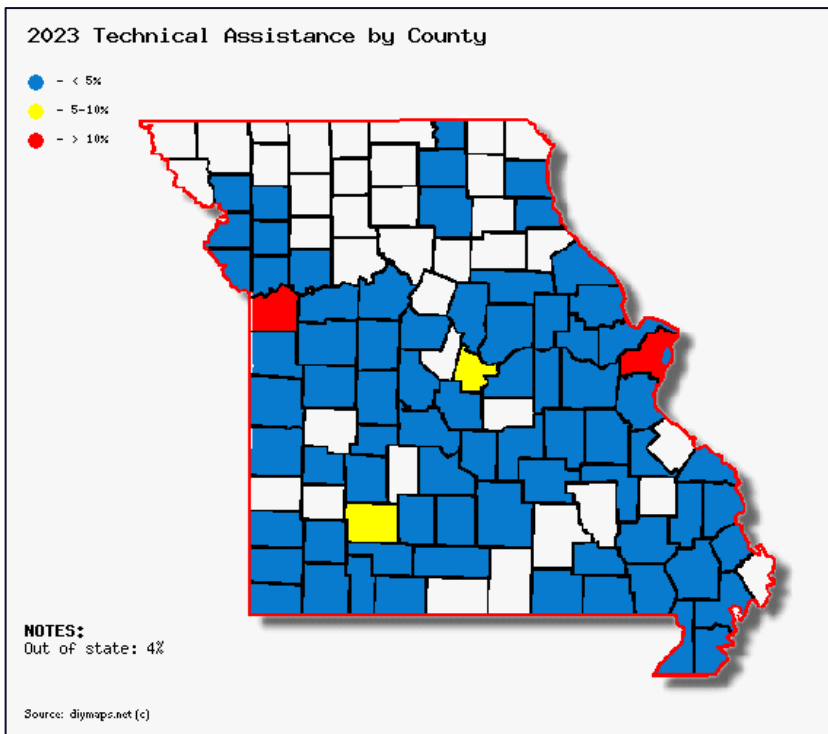 2023 Technical Assistance by County
- < 5%
- 5-10%
- > 10%
NOTES:
Out of state: 4%
Source: diymaps.net (c)